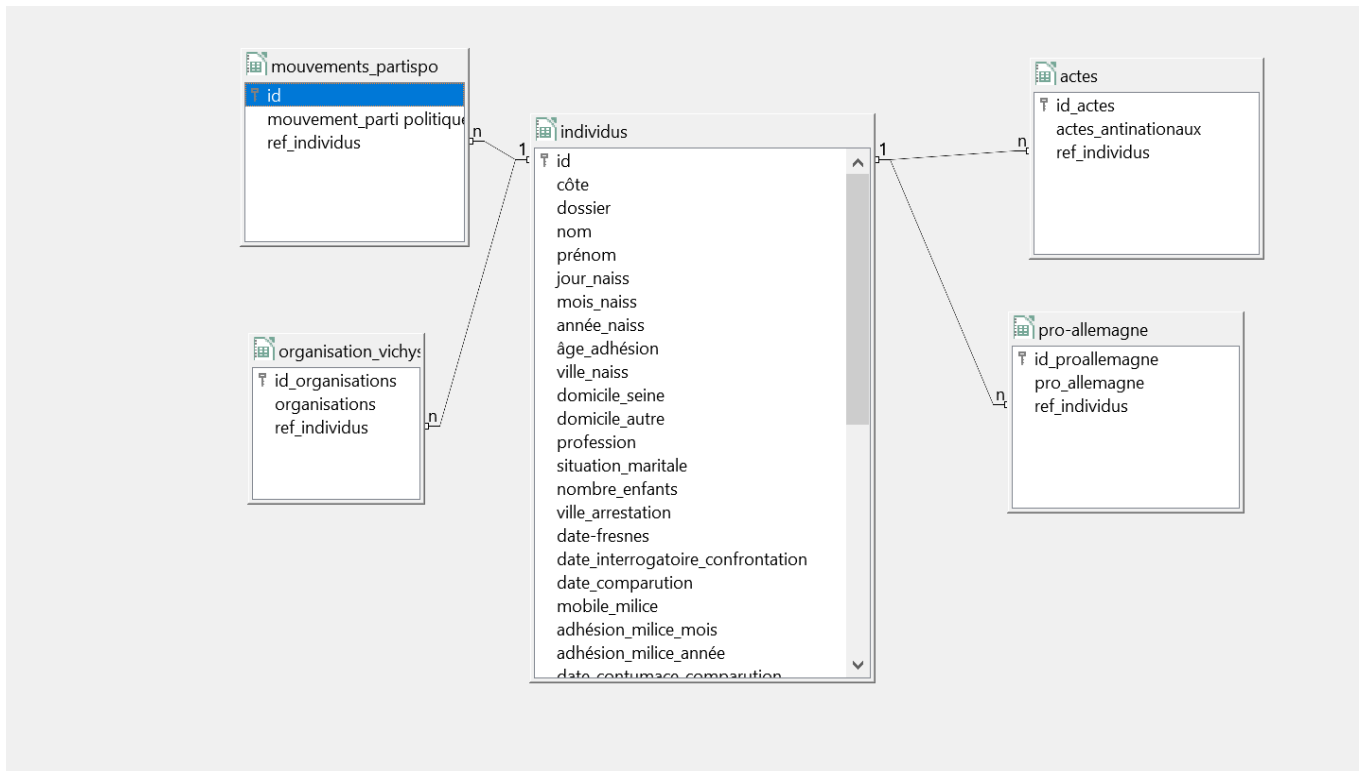 mouvements_partispo
id
mouvement_parti politique
ref_individus
n
organisation_vichys
id_organisations
organisations
ref_individus
n
individus
1
1
id
côte
dossier
nom
prénom
jour_naiss
mois_naiss
année_naiss
âge_adhésion
ville_naiss
domicile_seine
domicile_autre
profession
situation_maritale
nombre_enfants
ville_arrestation
date-fresnes
date_interrogatoire_confrontation
date_comparution
mobile_milice
adhésion_milice_mois
adhésion_milice_année
date_contumace_comparution
actes
id_actes
actes_antinationaux
ref_individus
n
pro-allemagne
id_proallemagne
pro_allemagne
ref_individus
n